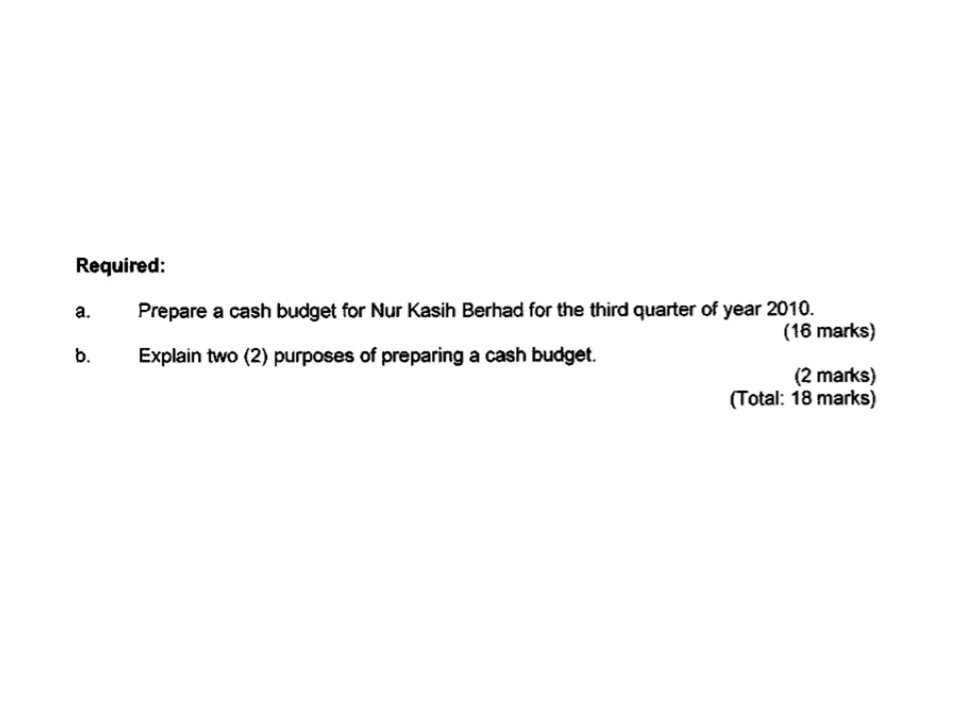 Required:
a. Prepare a cash budget for Nur Kasih Berhad for the third quarter of year 2010.
(16 marks)
b. Explain two (2) purposes of preparing a cash budget.
(2 marks)
(Total: 18 marks)